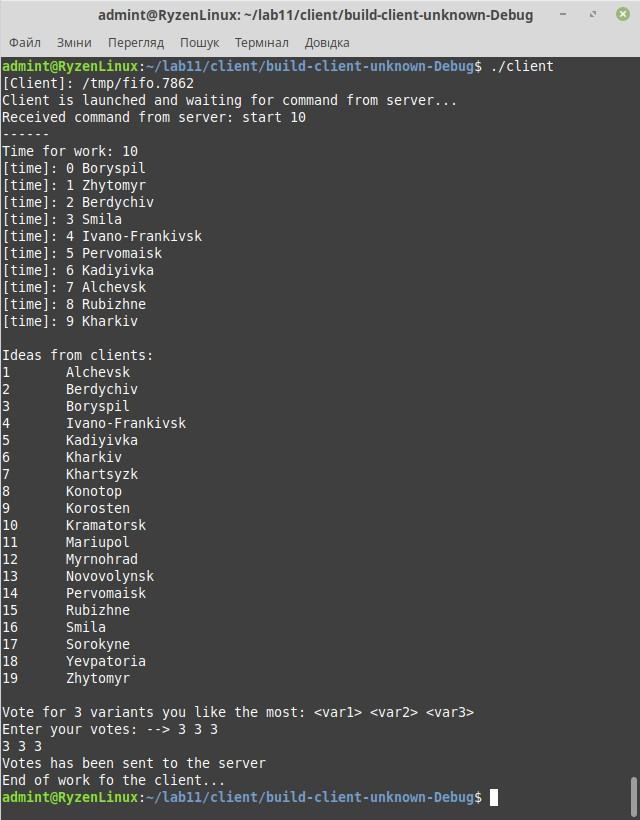 admint@RyzenLinux: ~/lab11/client/build-client-unknown-Debug
Файл Зміни Перегляд Пошук Термінал Довідка
admint@RyzenLinux:~/lab11/client/build-client-unknown-Debug$ ./client
[Client]: /tmp/fifo.7862
Client is launched and waiting for command from server...
Received command from server: start 10
------
Time for work: 10
[time]: 0 Boryspil
[time]: 1 Zhytomyr
[time]: 2 Berdychiv
[time]: 3 Smila
[time]: 4 Ivano-Frankivsk
[time]: 5 Pervomaisk
[time]: 6 Kadiyivka
[time]: 7 Alchevsk
[time]: 8 Rubizhne
[time]: 9 Kharkiv
Ideas from clients:
1 Alchevsk
2 Berdychiv
3 Boryspil
4 Ivano-Frankivsk
5 Kadiyivka
6 Kharkiv
7 Khartsyzk
8 Konotop
9 Korosten
10 Kramatorsk
11 Mariupol
12 Myrnohrad
13 Novovolynsk
14 Pervomaisk
15 Rubizhne
16 Smila
17 Sorokyne
18 Yevpatoria
19 Zhytomyr
Vote for 3 variants you like the most: <var1> <var2> <var3>
Enter your votes: --> 3 3 3
3 3 3
Votes has been sent to the server
End of work fo the client...
admint@RyzenLinux:~/lab11/client/build-client-unknown-Debug$